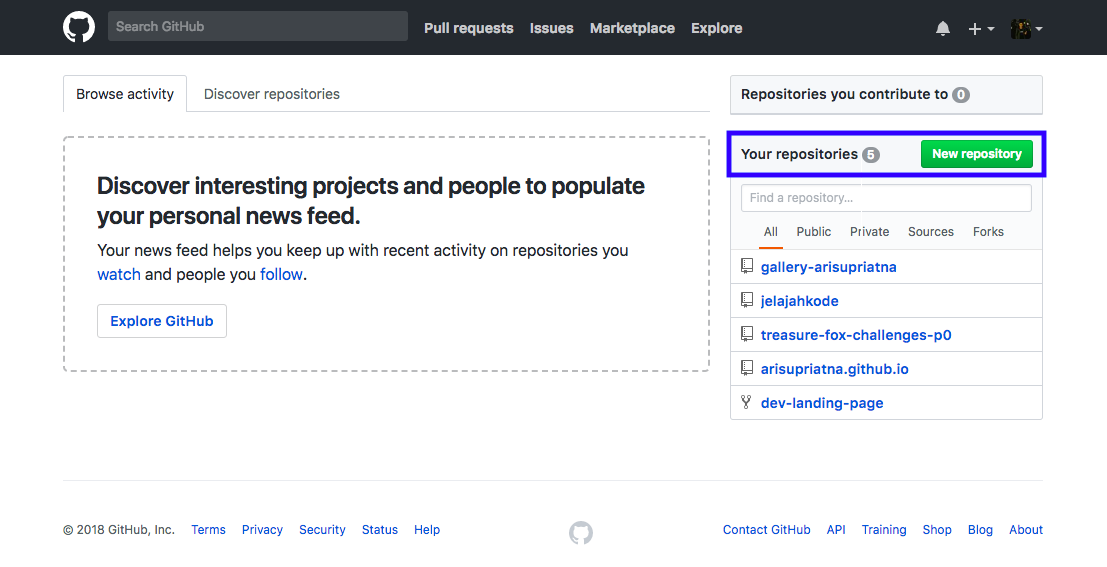 Search GitHub
Pull requests
Issues
Marketplace
Explore
Browse activity
Discover repositories
Discover interesting projects and people to populate
your personal news feed.
Your news feed helps you keep up with recent activity on repositories you
watch and people you follow.
Explore GitHub
Repositories you contribute to 0
Your repositories 5
New repository
Find a repository...
All
Public
Private
Sources
Forks
gallery-arisupriatna
jelajahkode
treasure-fox-challenges-p0
arisupriatna.github.io
dev-landing-page
© 2018 GitHub, Inc.
Terms
Privacy
Security
Status
Help
Contact GitHub
API
Training
Shop
Blog
About